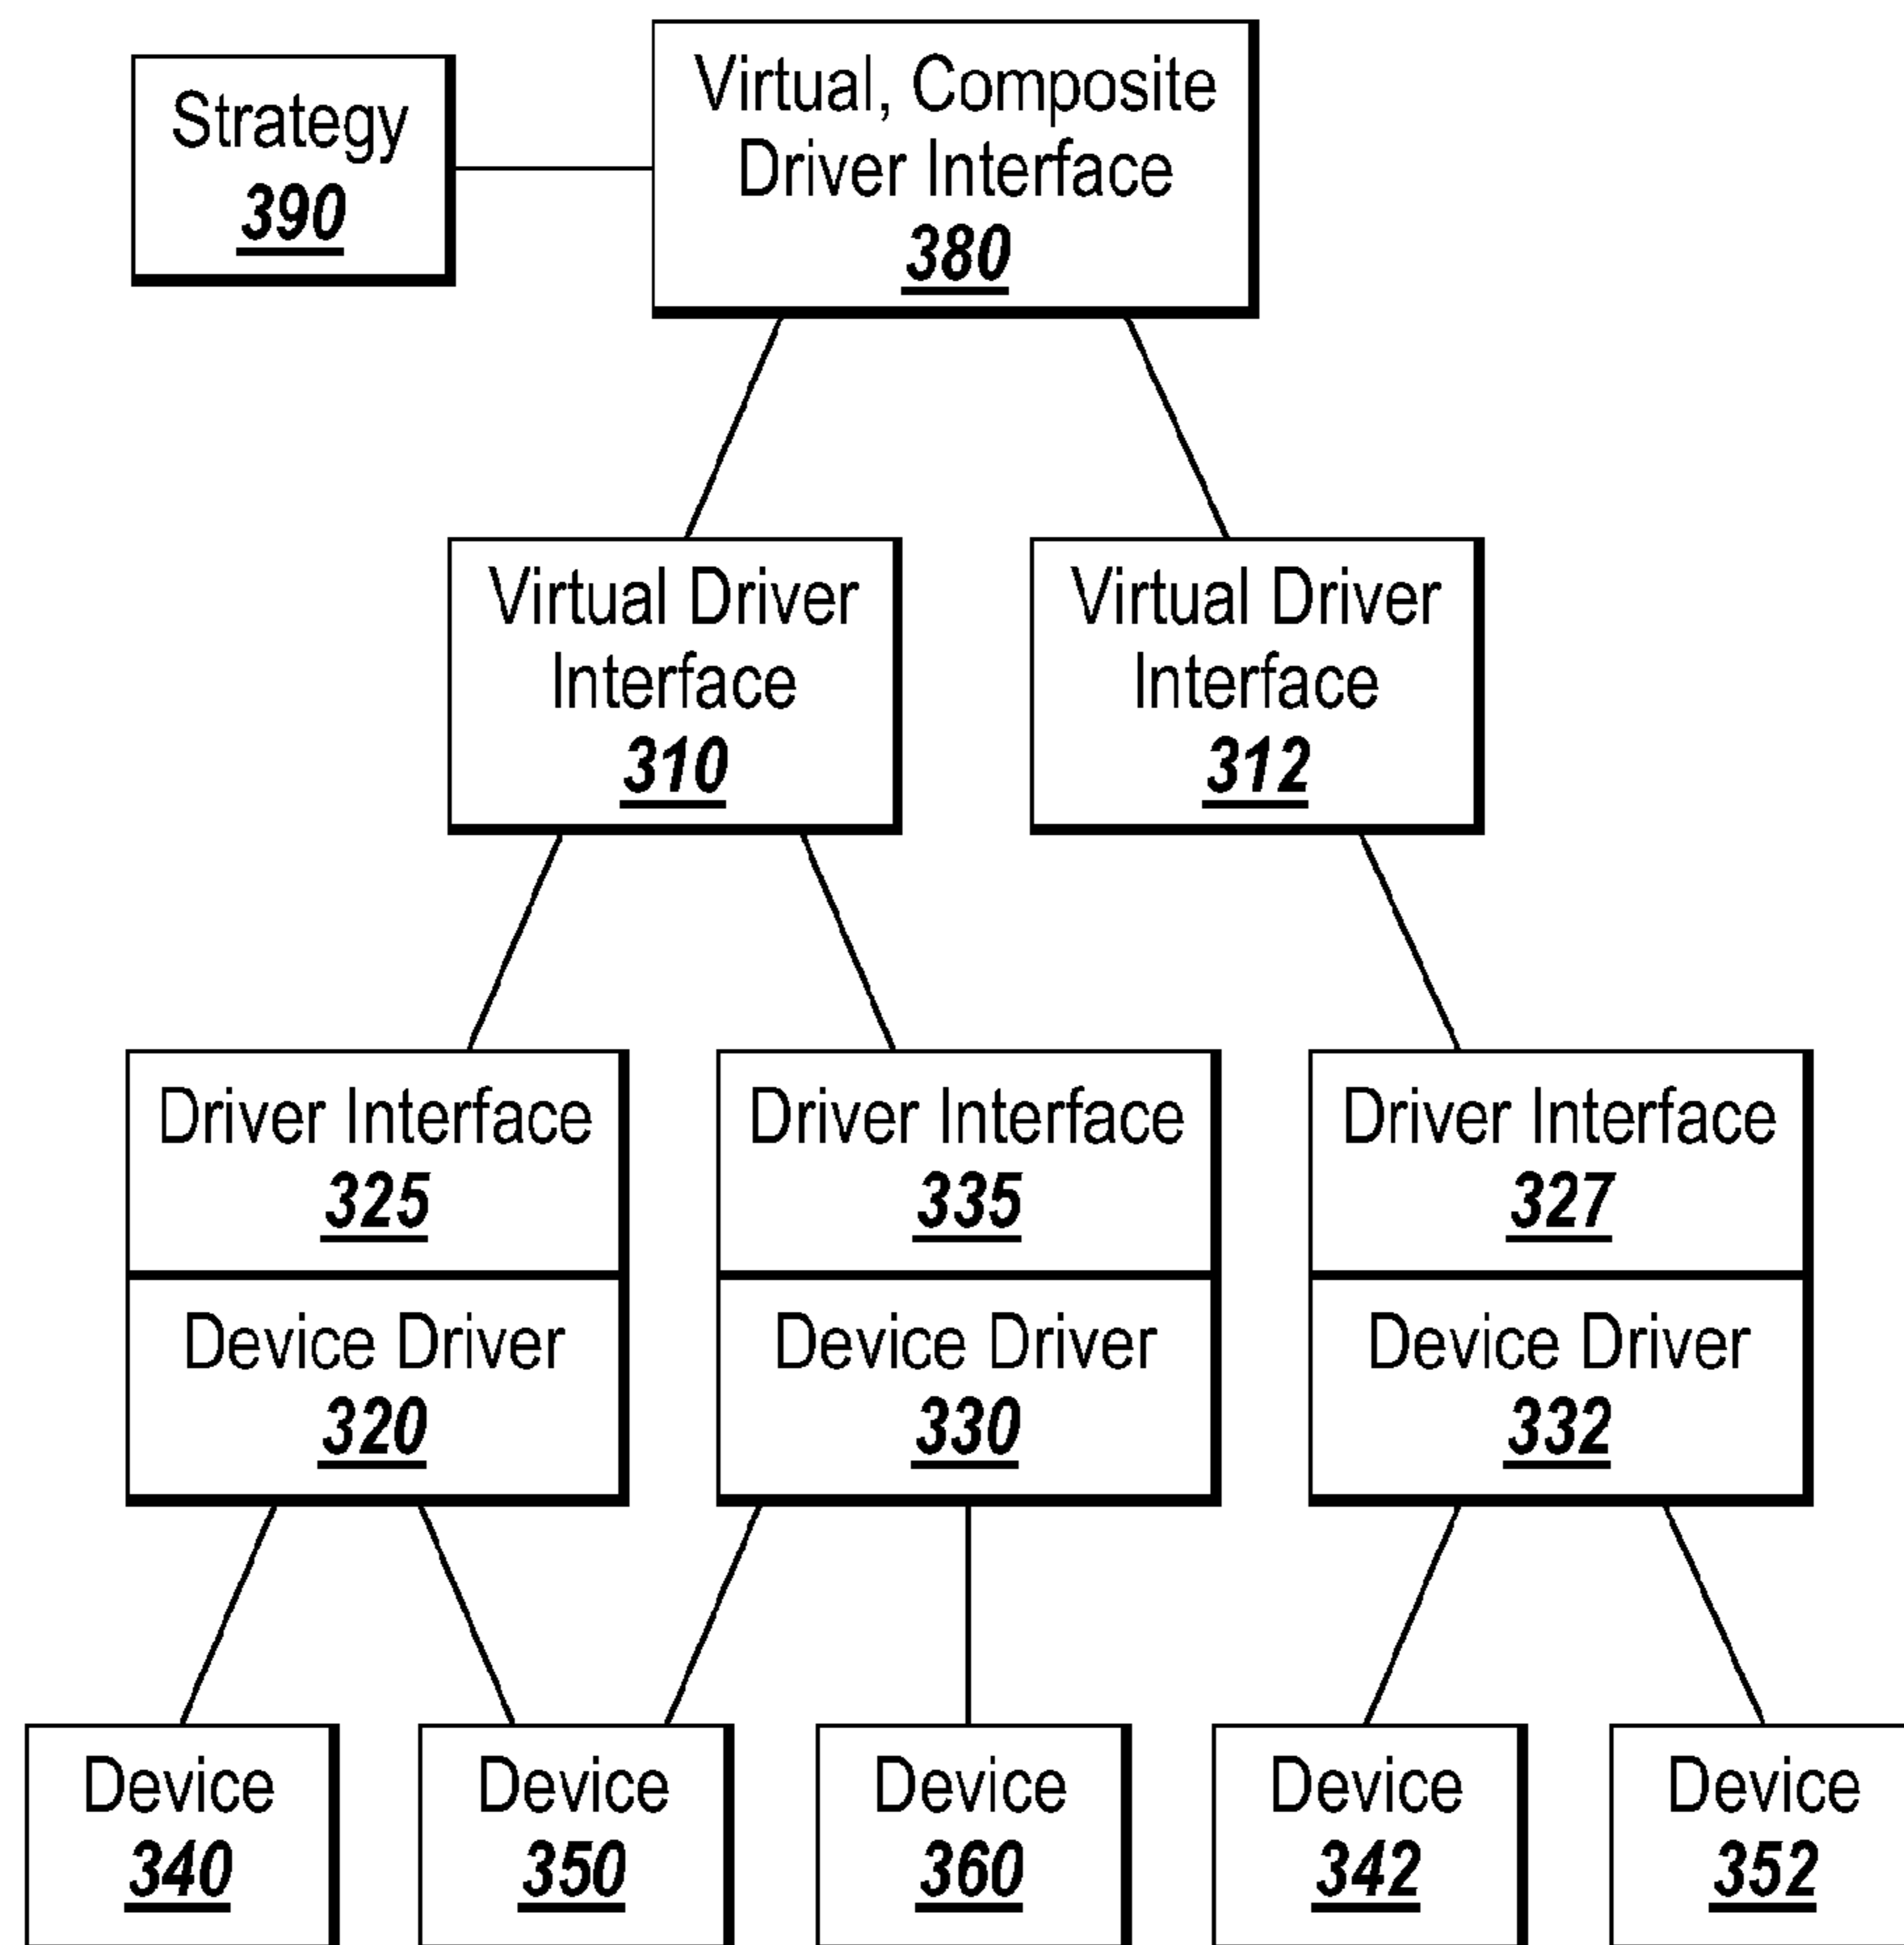 Strategy
390
Virtual, Composite
Driver Interface
380
Virtual Driver
Interface
310
Virtual Driver
Interface
312
Driver Interface
325
Device Driver
320
Driver Interface
335
Device Driver
330
Driver Interface
327
Device Driver
332
Device
340
Device
350
Device
360
Device
342
Device
352